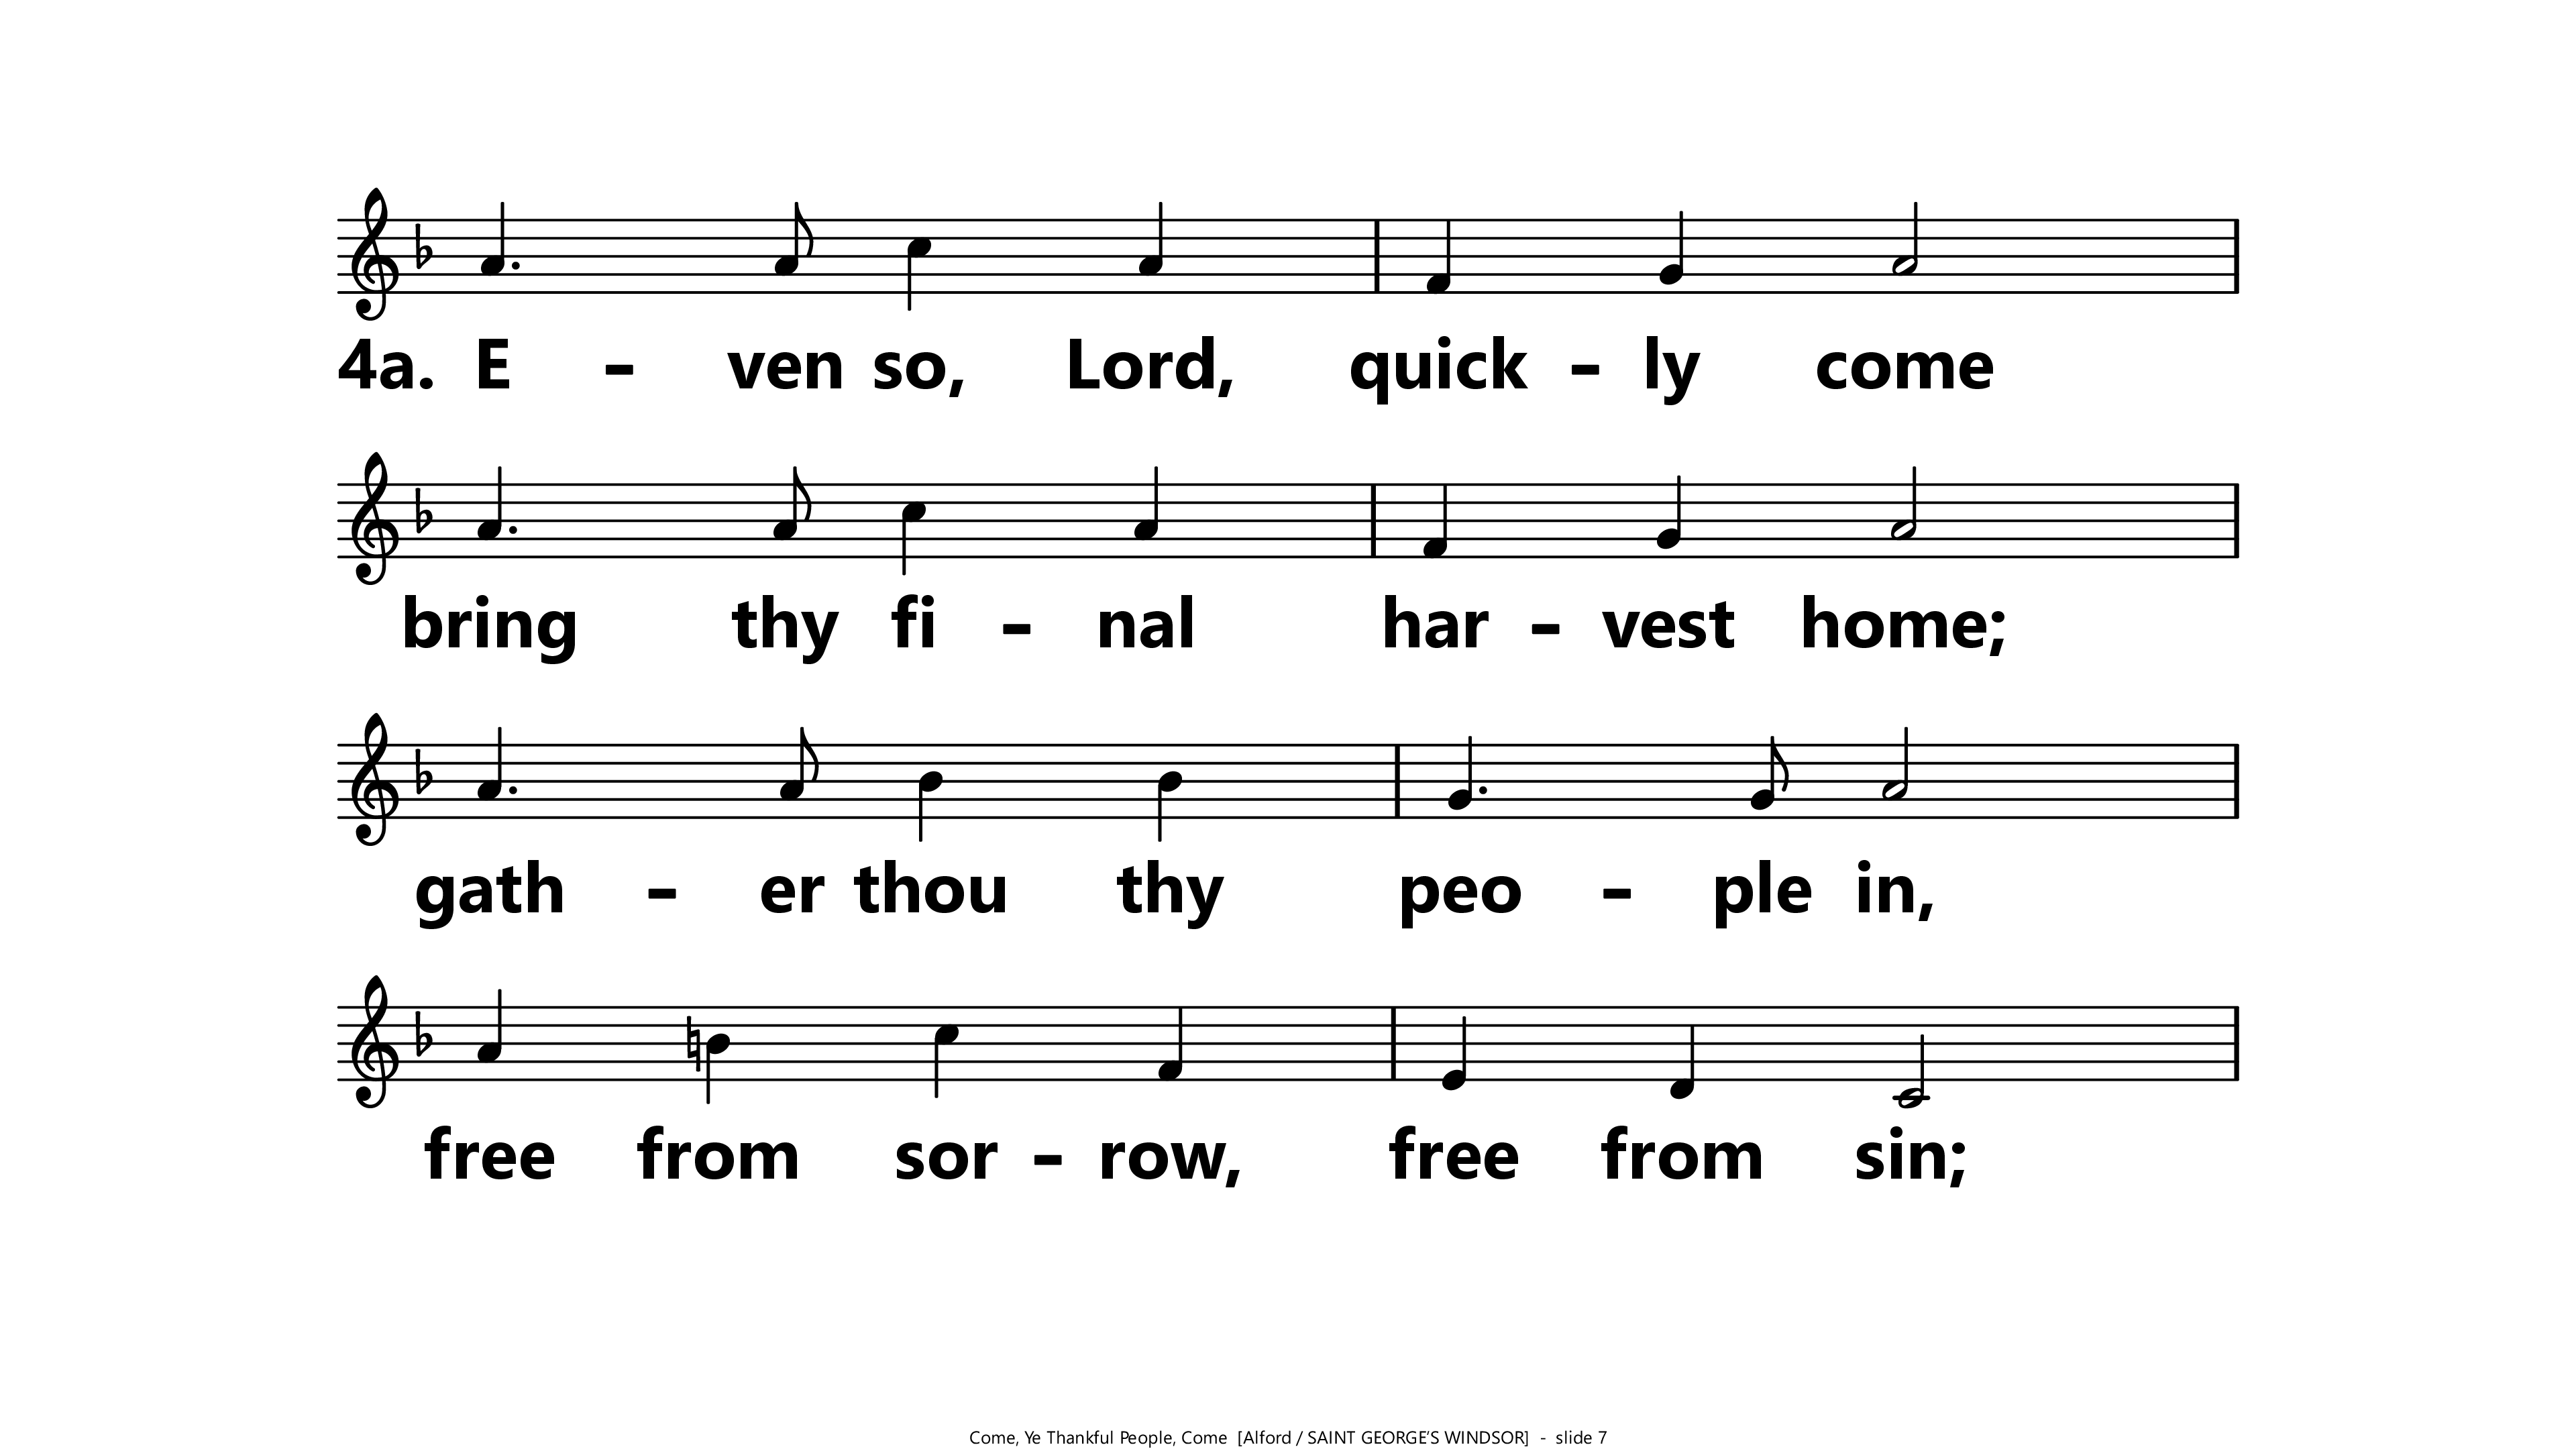 4a. E - ven so, Lord, quick - ly come
bring thy fi - nal har - vest home;
gath - er thou thy peo - ple in,
free from sor - row, free from sin;
Come, Ye Thankful People, Come [Alford / SAINT GEORGE'S WINDSOR] - slide 7